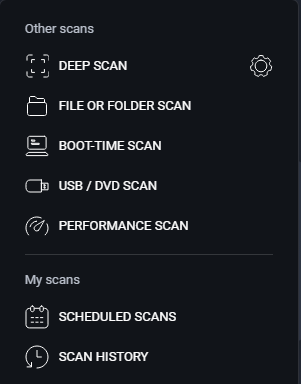 Other scans
DEEP SCAN
FILE OR FOLDER SCAN
BOOT-TIME SCAN
USB / DVD SCAN
PERFORMANCE SCAN
My scans
SCHEDULED SCANS
SCAN HISTORY